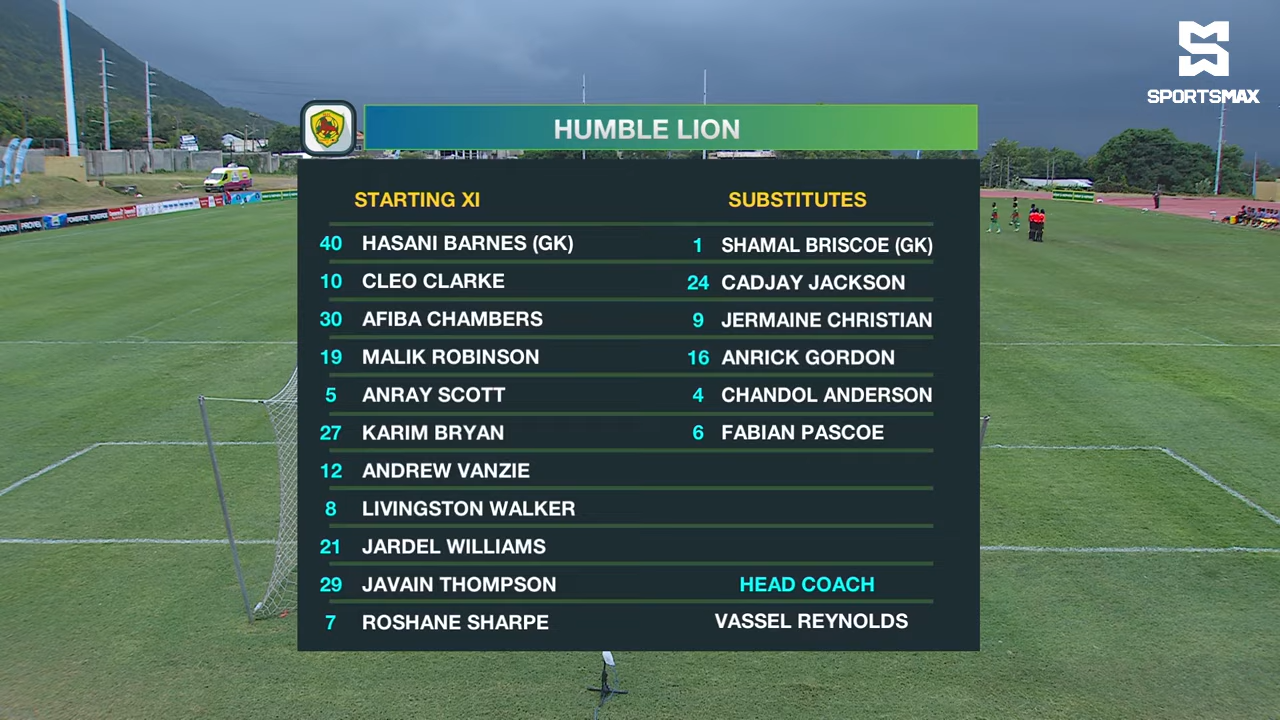 SPORTSMAX
HUMBLE LION
STARTING XI
40 HASANI BARNES (GK)
10 CLEO CLARKE
30 AFIBA CHAMBERS
19 MALIK ROBINSON
5 ANRAY SCOTT
27 KARIM BRYAN
12 ANDREW VANZIE
8 LIVINGSTON WALKER
21 JARDEL WILLIAMS
29 JAVAIN THOMPSON
7 ROSHANE SHARPE
SUBSTITUTES
1 SHAMAL BRISCOE (GK)
24 CADJAY JACKSON
9 JERMAINE CHRISTIAN
16 ANRICK GORDON
4 CHANDOL ANDERSON
6 FABIAN PASCOE
HEAD COACH
VASSEL REYNOLDS